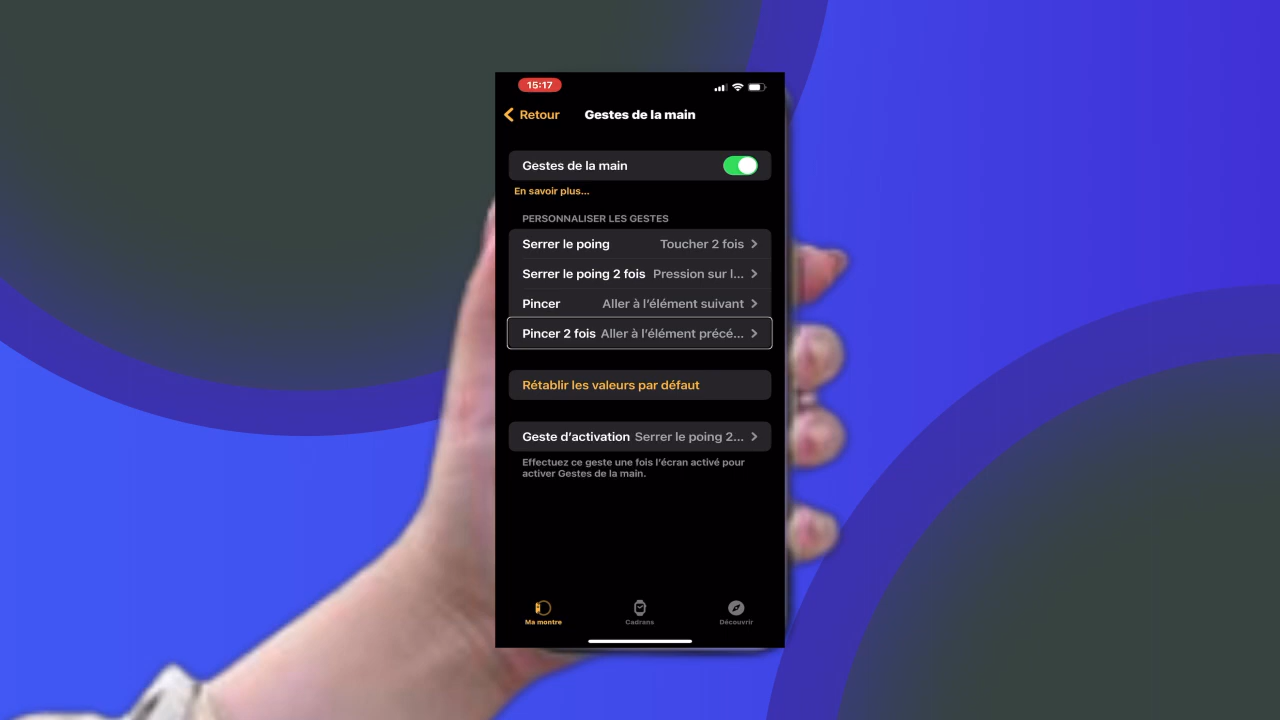 15:17
Retour
Gestes de la main
Gestes de la main
En savoir plus...
PERSONNALISER LES GESTES
Serrer le poing Toucher 2 fois
Serrer le poing 2 fois Pression sur l...
Pincer Aller à l’élément suivant
Pincer 2 fois Aller à l’élément précé...
Rétablir les valeurs par défaut
Geste d’activation Serrer le poing 2...
Effectuez ce geste une fois l’écran activé pour
activer Gestes de la main.
Ma montre Cadrans Découvrir